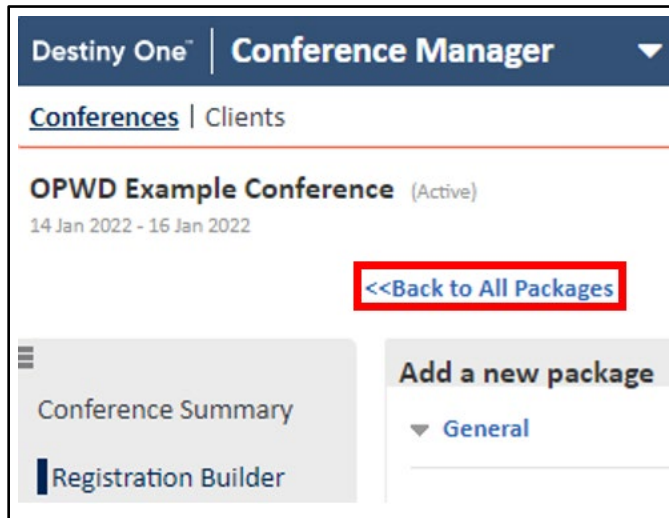 Destiny One™ | Conference Manager
Conferences | Clients
OPWD Example Conference (Active)
14 Jan 2022 - 16 Jan 2022
<<Back to All Packages
Conference Summary
Registration Builder
Add a new package
General